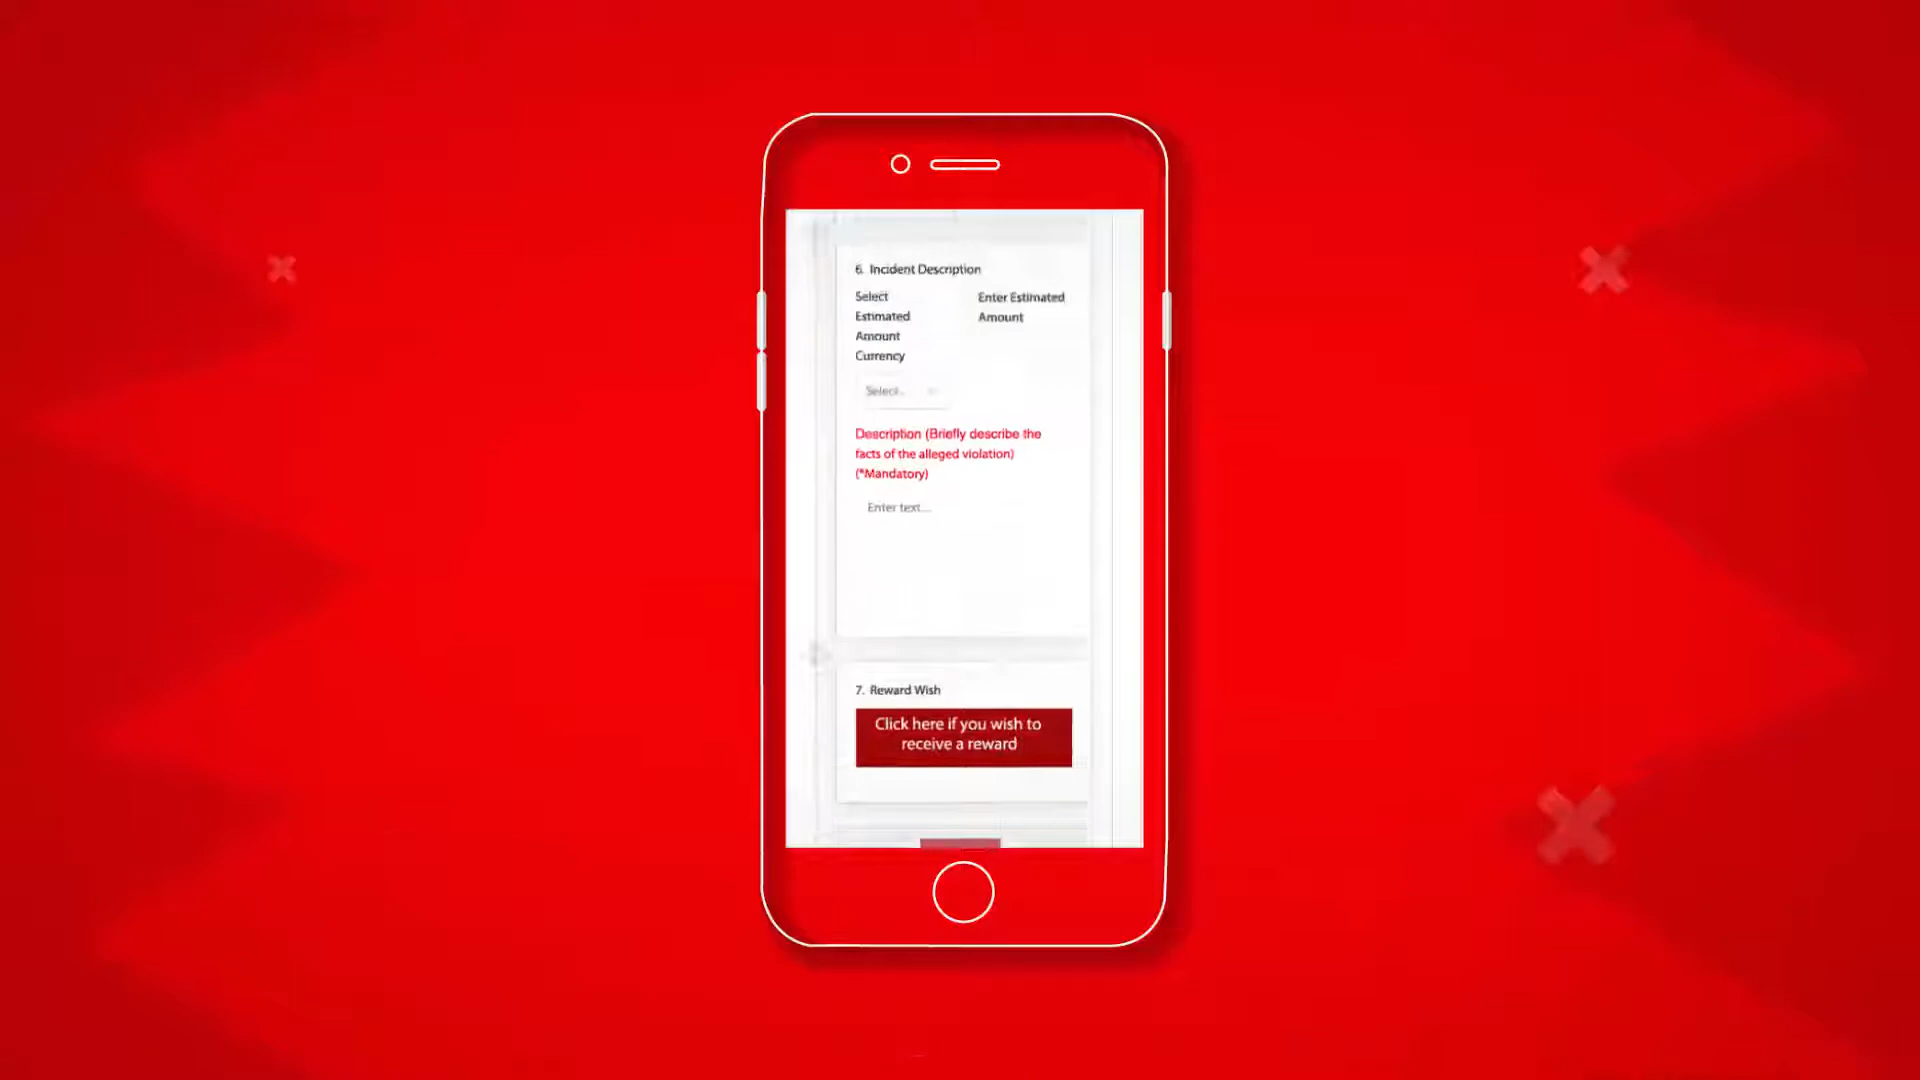 6. Incident Description
Select
Estimated
Amount
Currency
Enter Estimated
Amount
Select...
Description (Briefly describe the
facts of the alleged violation)
(*Mandatory)
Enter text...
7. Reward Wish
Click here if you wish to
receive a reward